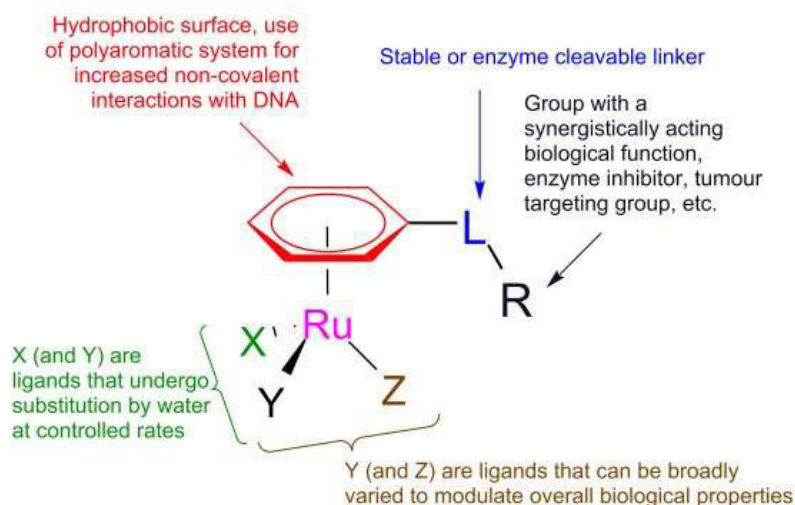 Hydrophobic surface, use
of polyaromatic system for
increased non-covalent
interactions with DNA
Stable or enzyme cleavable linker
Group with a
synergistically acting
biological function,
enzyme inhibitor, tumour
targeting group, etc.
L
R
Ru
X
Y
Z
X (and Y) are
ligands that undergo
substitution by water
at controlled rates
Y (and Z) are ligands that can be broadly
varied to modulate overall biological properties